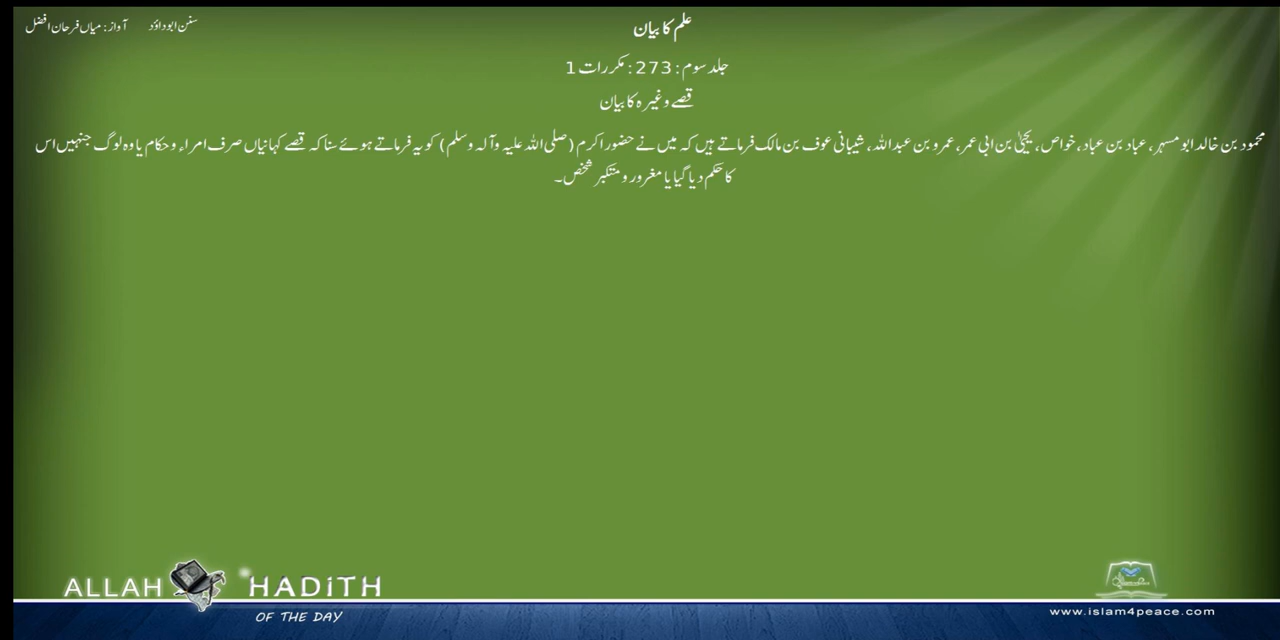 علم کا بیان
سنن ابوداؤد آواز: میاں فرحان افضل
جلد سوم : 273 : مکررات 1
قصے وغیرہ کا بیان
محمود بن خالد ابو مسہر، عباد بن عباد، خواص، یحییٰ بن ابی عمر، عمرو بن عبداللہ، شیبانی عوف بن مالک فرماتے ہیں کہ میں نے حضور اکرم (صلی اللہ علیہ وآلہ وسلم) کو یہ فرماتے ہوئے سنا کہ قصے کہانیاں صرف امراء و حکام یا وہ لوگ جنہیں اس
کا حکم دیا گیا یا مغرور و متکبر شخص۔
ALLAH HADITH
OF THE DAY
www.islam4peace.com